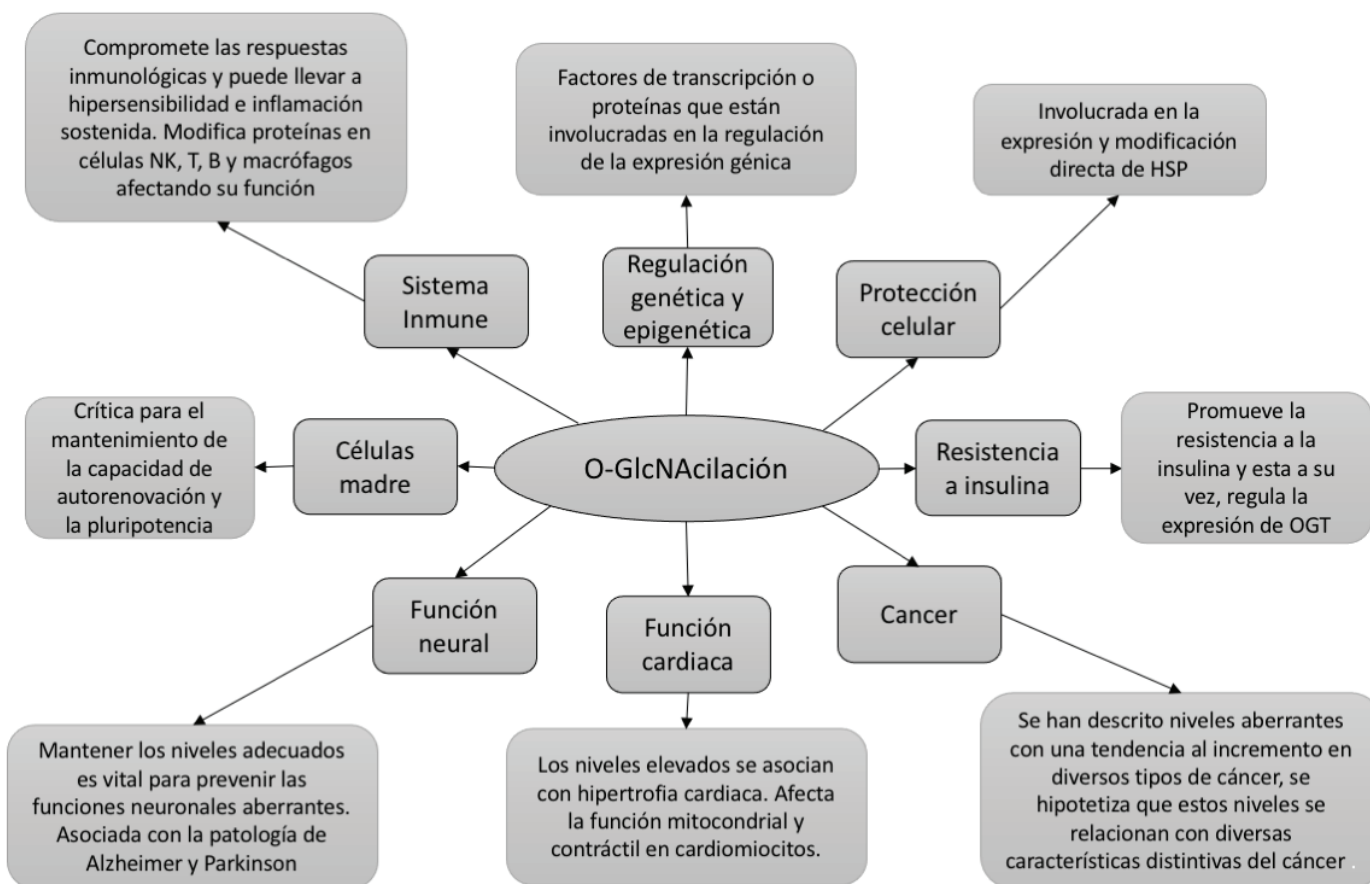 Compromete las respuestas
inmunológicas y puede llevar a
hipersensibilidad e inflamación
sostenida. Modifica proteínas en
células NK, T, B y macrófagos
afectando su función
Factores de transcripción o
proteínas que están
involucradas en la regulación
de la expresión génica
Involucrada en la
expresión y modificación
directa de HSP
Sistema
Inmune
Regulación
genética y
epigenética
Protección
celular
Crítica para el
mantenimiento de
la capacidad de
autorenovación y
la pluripotencia
Células
madre
O-GlcNAcilación
Resistencia
a insulina
Promueve la
resistencia a la
insulina y esta a su
vez, regula la
expresión de OGT
Función
neural
Función
cardiaca
Cancer
Mantener los niveles adecuados
es vital para prevenir las
funciones neuronales aberrantes.
Asociada con la patología de
Alzheimer y Parkinson
Los niveles elevados se asocian
con hipertrofia cardiaca. Afecta
la función mitocondrial y
contráctil en cardiomiocitos.
Se han descrito niveles aberrantes
con una tendencia al incremento en
diversos tipos de cáncer, se
hipotetiza que estos niveles se
relacionan con diversas
características distintivas del cáncer .